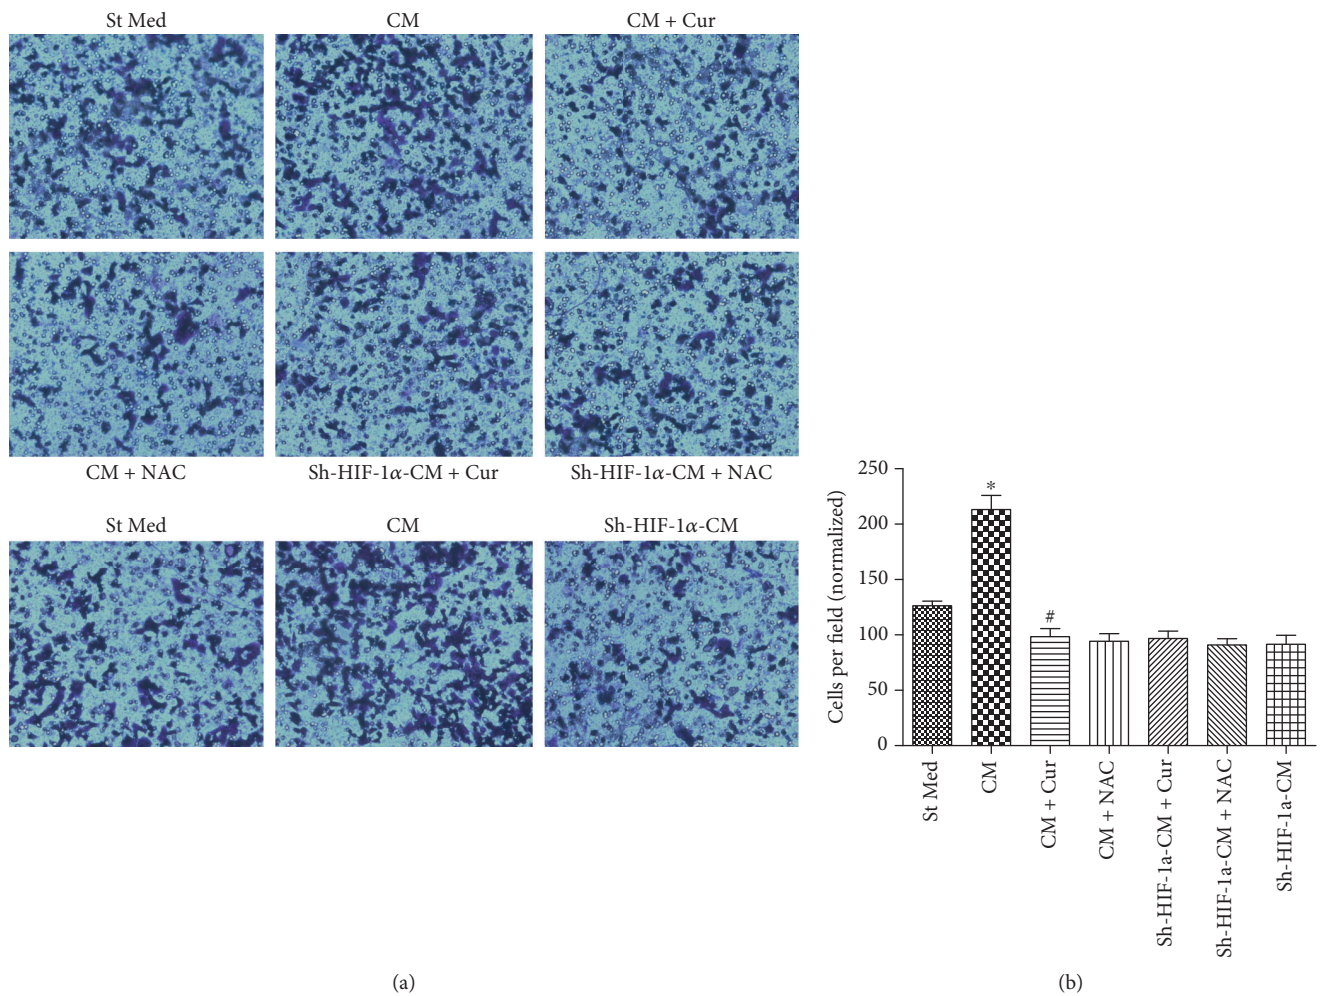 St Med
CM
CM + Cur
CM + NAC
Sh-HIF-1α-CM + Cur
Sh-HIF-1α-CM + NAC
St Med
CM
Sh-HIF-1α-CM
(a)
Cells per field (normalized)
250
200
150
100
50
0
*
#
St Med
CM
CM + Cur
CM + NAC
Sh-HIF-1a-CM + Cur
Sh-HIF-1a-CM + NAC
Sh-HIF-1a-CM
(b)